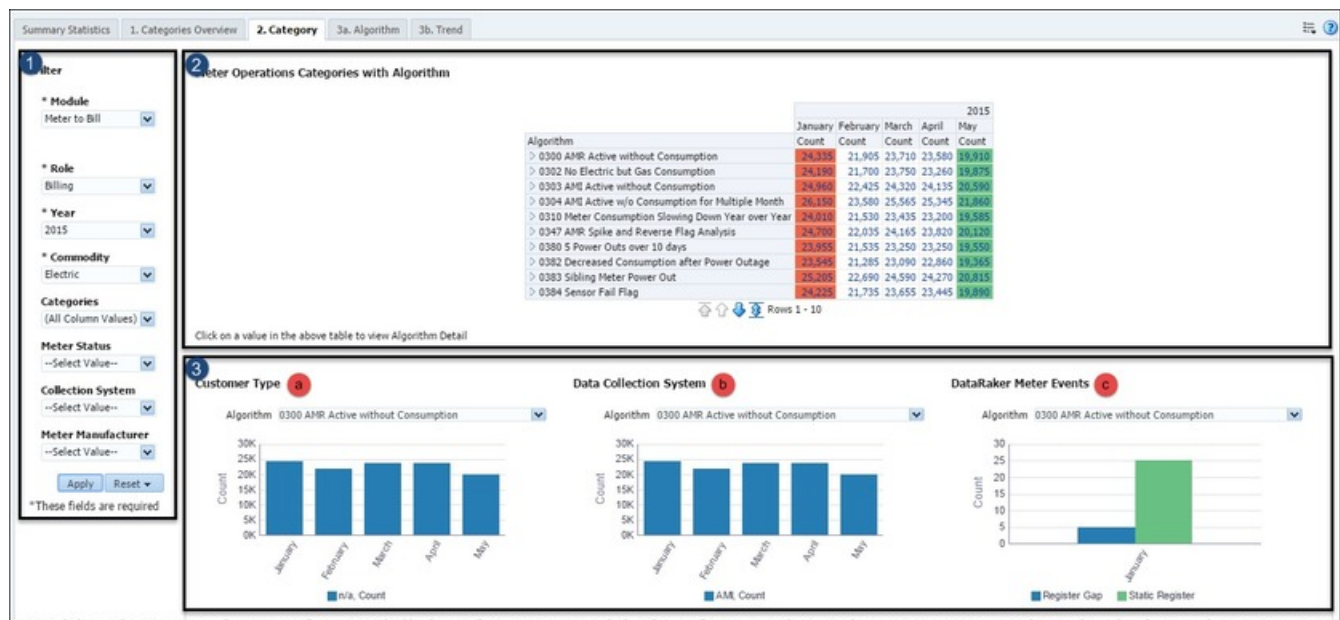 Summary Statistics 1. Categories Overview 2. Category 3a. Algorithm 3b. Trend
1
ilter
* Module
Meter to Bill
* Role
Billing
* Year
2015
* Commodity
Electric
Categories
(All Column Values)
Meter Status
--Select Value--
Collection System
--Select Value--
Meter Manufacturer
--Select Value--
Apply Reset
*These fields are required
2
eter Operations Categories with Algorithm
2015
January February March April May
Algorithm Count Count Count Count Count
0300 AMR Active without Consumption 24,335 21,905 23,710 23,580 19,910
0302 No Electric but Gas Consumption 24,190 21,700 23,750 23,260 19,875
0303 AMI Active without Consumption 24,960 22,425 24,320 24,135 20,590
0304 AMI Active w/o Consumption for Multiple Month 26,150 23,580 25,565 25,345 21,860
0310 Meter Consumption Slowing Down Year over Year 24,010 21,530 23,435 23,200 19,585
0347 AMR Spike and Reverse Flag Analysis 24,700 22,035 24,165 23,820 20,120
0380 5 Power Outs over 10 days 23,955 21,535 23,250 23,250 19,550
0382 Decreased Consumption after Power Outage 23,545 21,285 23,090 22,860 19,365
0383 Sibling Meter Power Out 25,205 22,690 24,590 24,270 20,815
0384 Sensor Fail Flag 24,225 21,735 23,655 23,445 19,890
Rows 1 - 10
Click on a value in the above table to view Algorithm Detail
3
Customer Type a
Algorithm 0300 AMR Active without Consumption
30K
25K
20K
15K
10K
5K
0K
Count
January February March April May
n/a, Count
Data Collection System b
Algorithm 0300 AMR Active without Consumption
30K
25K
20K
15K
10K
5K
0K
Count
January February March April May
AMI, Count
DataRaker Meter Events c
Algorithm 0300 AMR Active without Consumption
30
25
20
15
10
5
0
Count
January
Register Gap Static Register